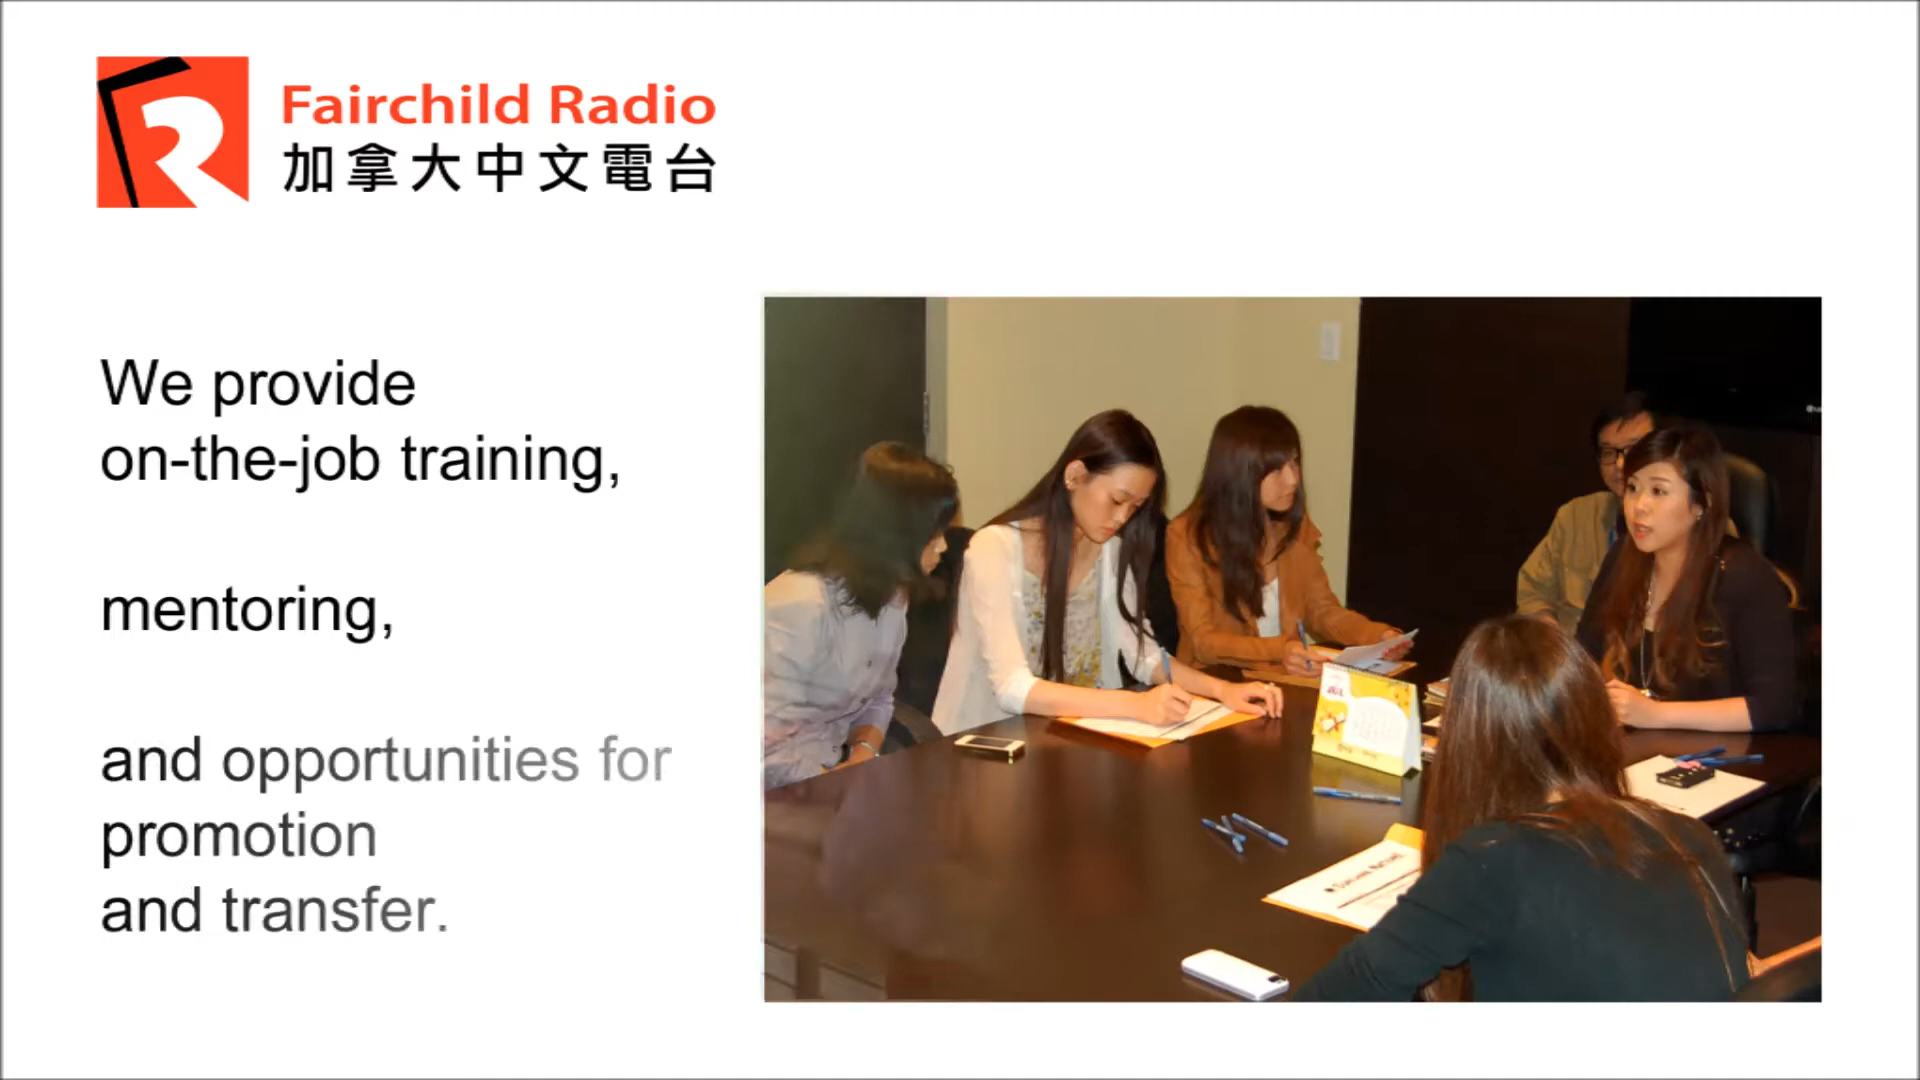 Fairchild Radio
加拿大中文電台
We provide
on-the-job training,
mentoring,
and opportunities for
promotion
and transfer.